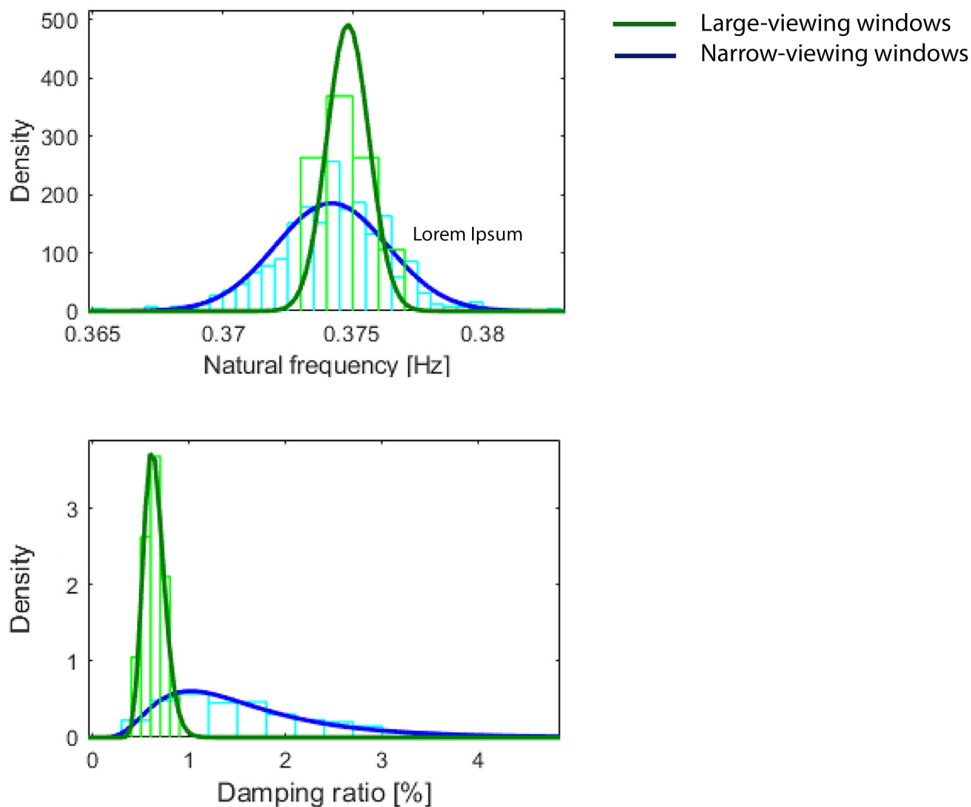 500
400
300
200
100
0
Density
0.365
0.37
0.375
0.38
Natural frequency [Hz]
Lorem Ipsum
Large-viewing windows
Narrow-viewing windows
3
2
1
0
Density
0
1
2
3
4
Damping ratio [%]